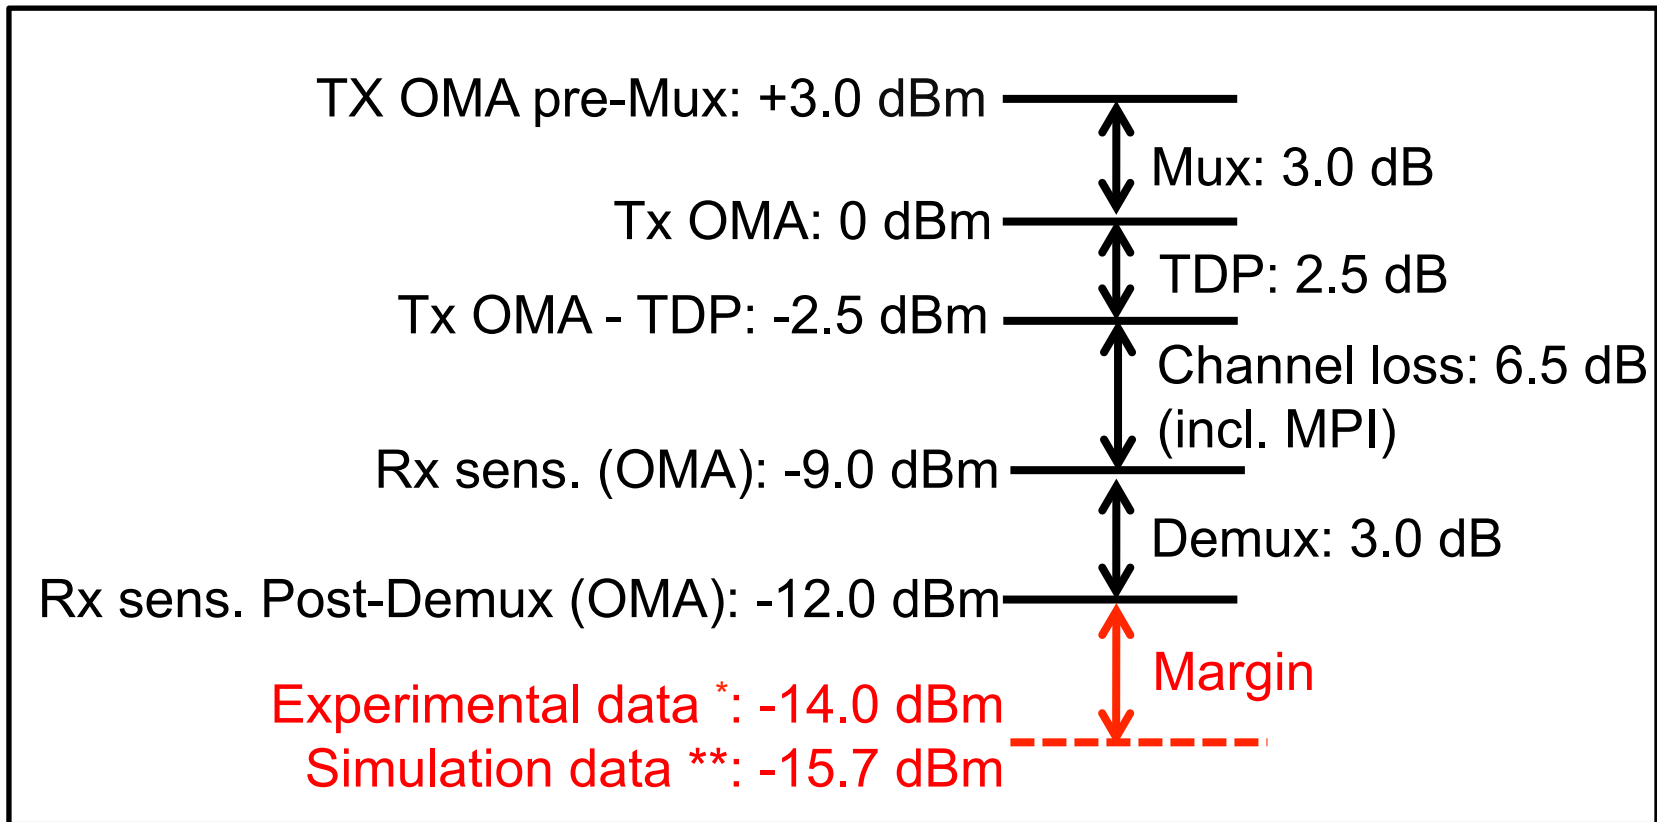 TX OMA pre-Mux: +3.0 dBm
Mux: 3.0 dB
Tx OMA: 0 dBm
TDP: 2.5 dB
Tx OMA - TDP: -2.5 dBm
Channel loss: 6.5 dB
(incl. MPI)
Rx sens. (OMA): -9.0 dBm
Demux: 3.0 dB
Rx sens. Post-Demux (OMA): -12.0 dBm
Margin
Experimental data *: -14.0 dBm
Simulation data **: -15.7 dBm